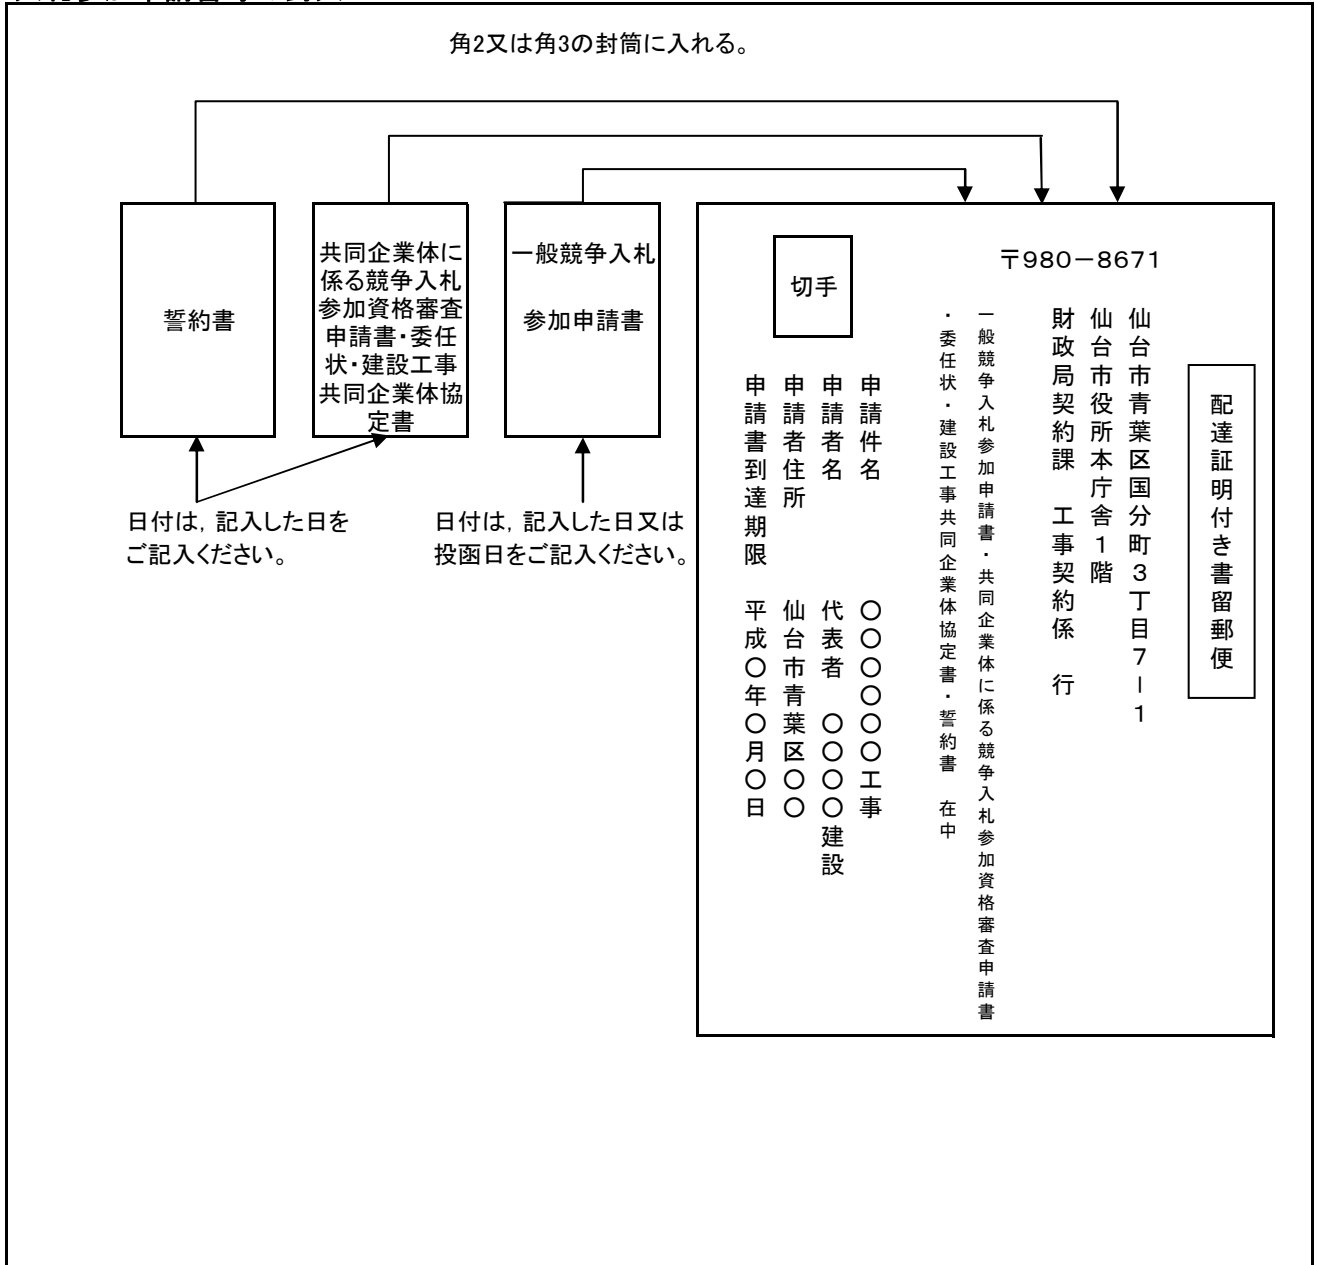 角2又は角3の封筒に入れる。
誓約書
共同企業体に
係る競争入札
参加資格審査
申請書・委任
状・建設工事
共同企業体協
定書
一般競争入札
参加申請書
日付は，記入した日を
ご記入ください。
日付は，記入した日又は
投函日をご記入ください。
切手
〒980－8671
配達証明付き書留郵便
仙台市青葉区国分町３丁目７－１
仙台市役所本庁舎１階
財政局契約課　工事契約係　行
一般競争入札参加申請書・共同企業体に係る競争入札参加資格審査申請書
・委任状・建設工事共同企業体協定書・誓約書　在中
申請件名　〇〇〇〇〇〇工事
申請者名　代表者　〇〇〇〇建設
申請者住所　仙台市青葉区〇〇
申請書到達期限　平成〇年〇月〇日